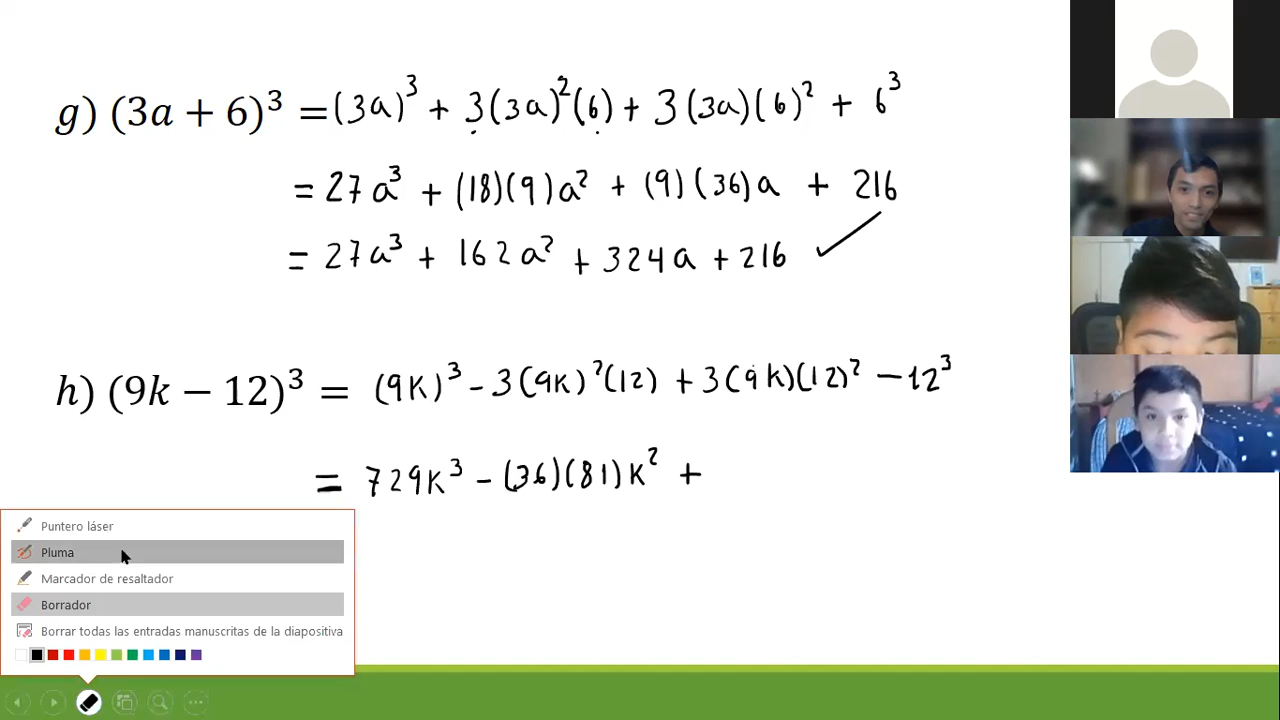 g) (3a + 6)³ = (3a)³ + 3(3a)²(6) + 3(3a)(6)² + 6³
= 27a³ + (18)(9)a² + (9)(36)a + 216
= 27a³ + 162a² + 324a + 216 ✓
h) (9k − 12)³ = (9k)³ - 3(9k)²(12) + 3(9k)(12)² - 12³
= 729k³ - (36)(81)k² +
Puntero láser
Pluma
Marcador de resaltador
Borrador
Borrar todas las entradas manuscritas de la diapositiva